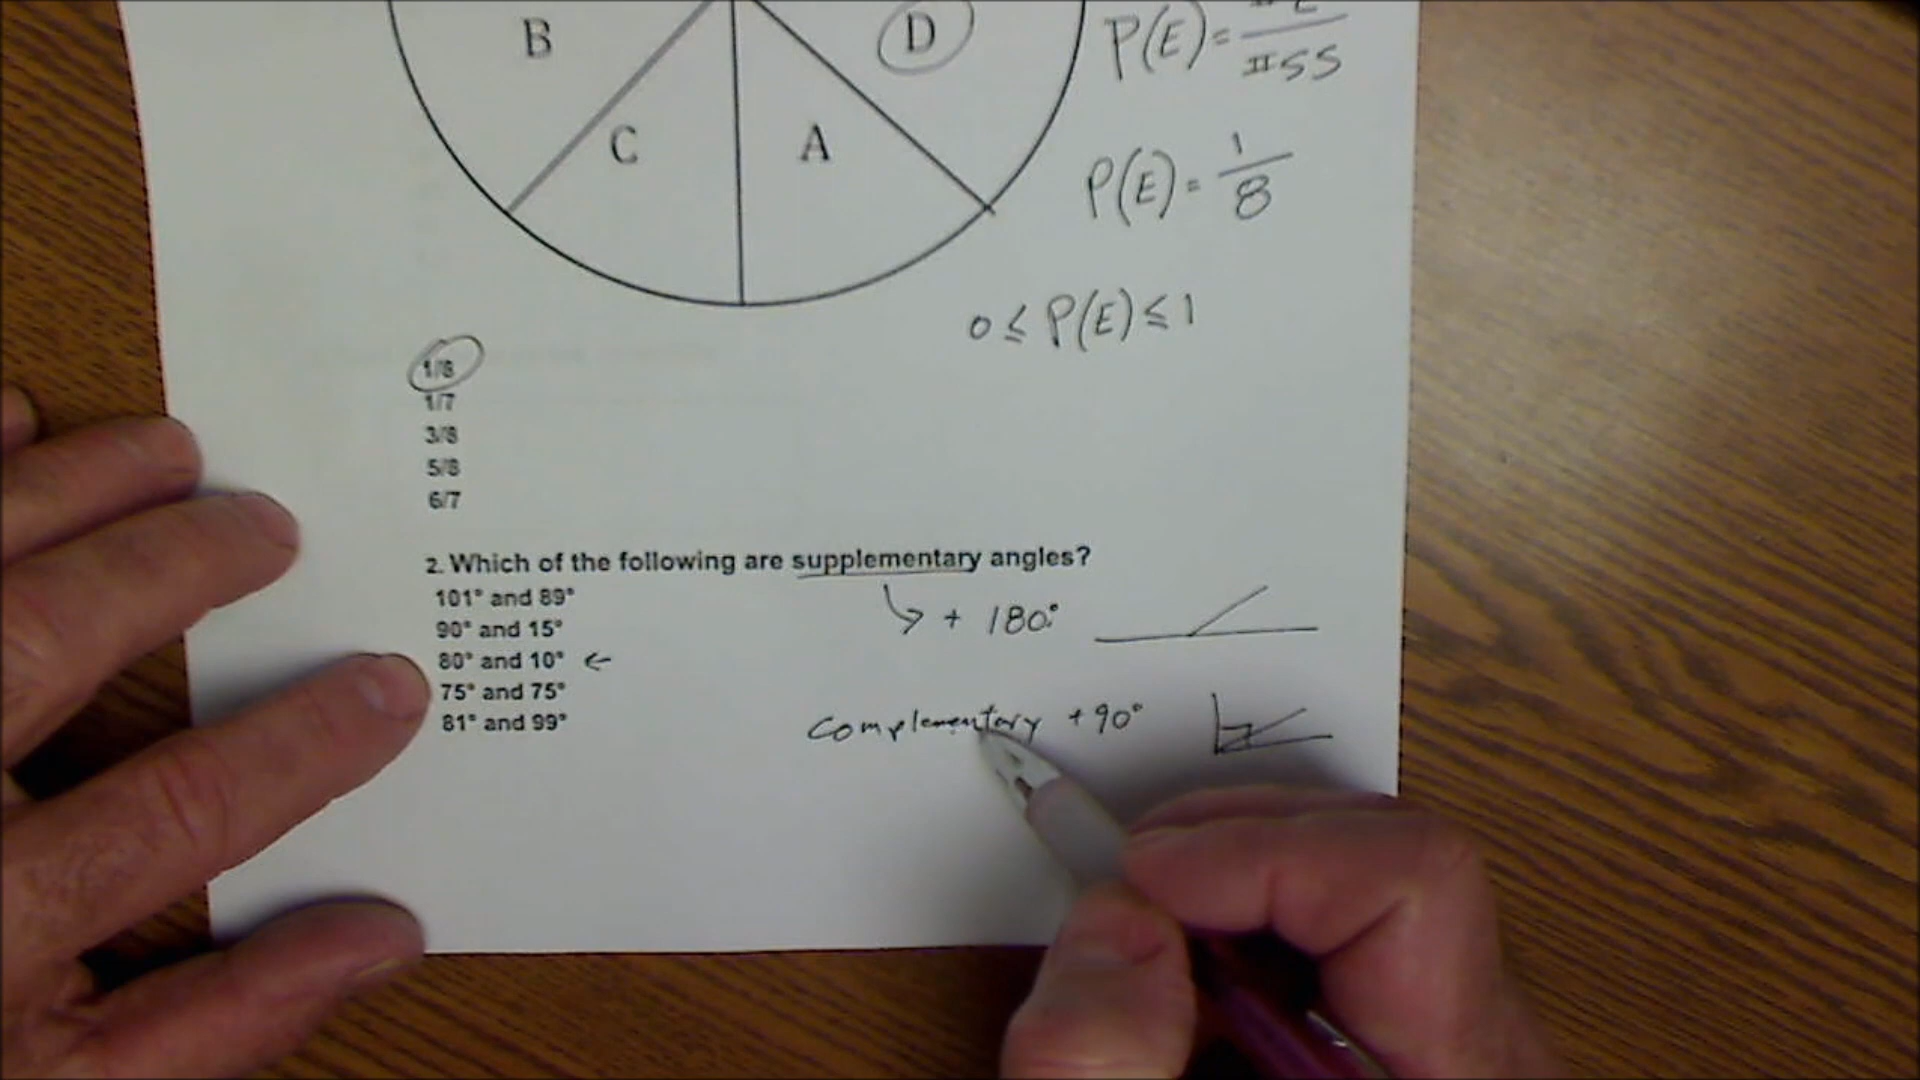 B
D
C
A
P(E) =
#SS
P(E) = 1/8
0 ≤ P(E) ≤ 1
1/8
1/7
3/8
5/8
6/7
2. Which of the following are supplementary angles?
101° and 89°
+ 180°
90° and 15°
80° and 10° ←
75° and 75°
81° and 99°
Complementary +90°